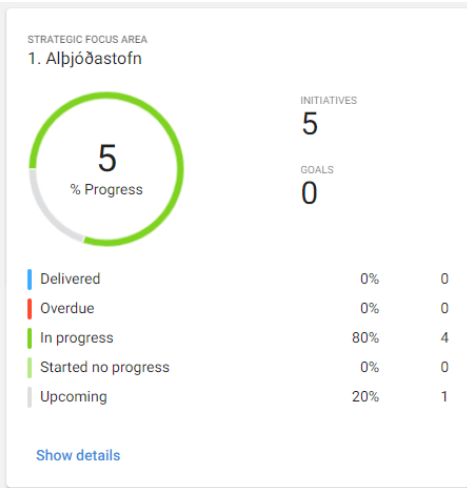 STRATEGIC FOCUS AREA
1. Alþjóðastofn
INITIATIVES
5
GOALS
0
5
% Progress
Delivered 0% 0
Overdue 0% 0
In progress 80% 4
Started no progress 0% 0
Upcoming 20% 1
Show details